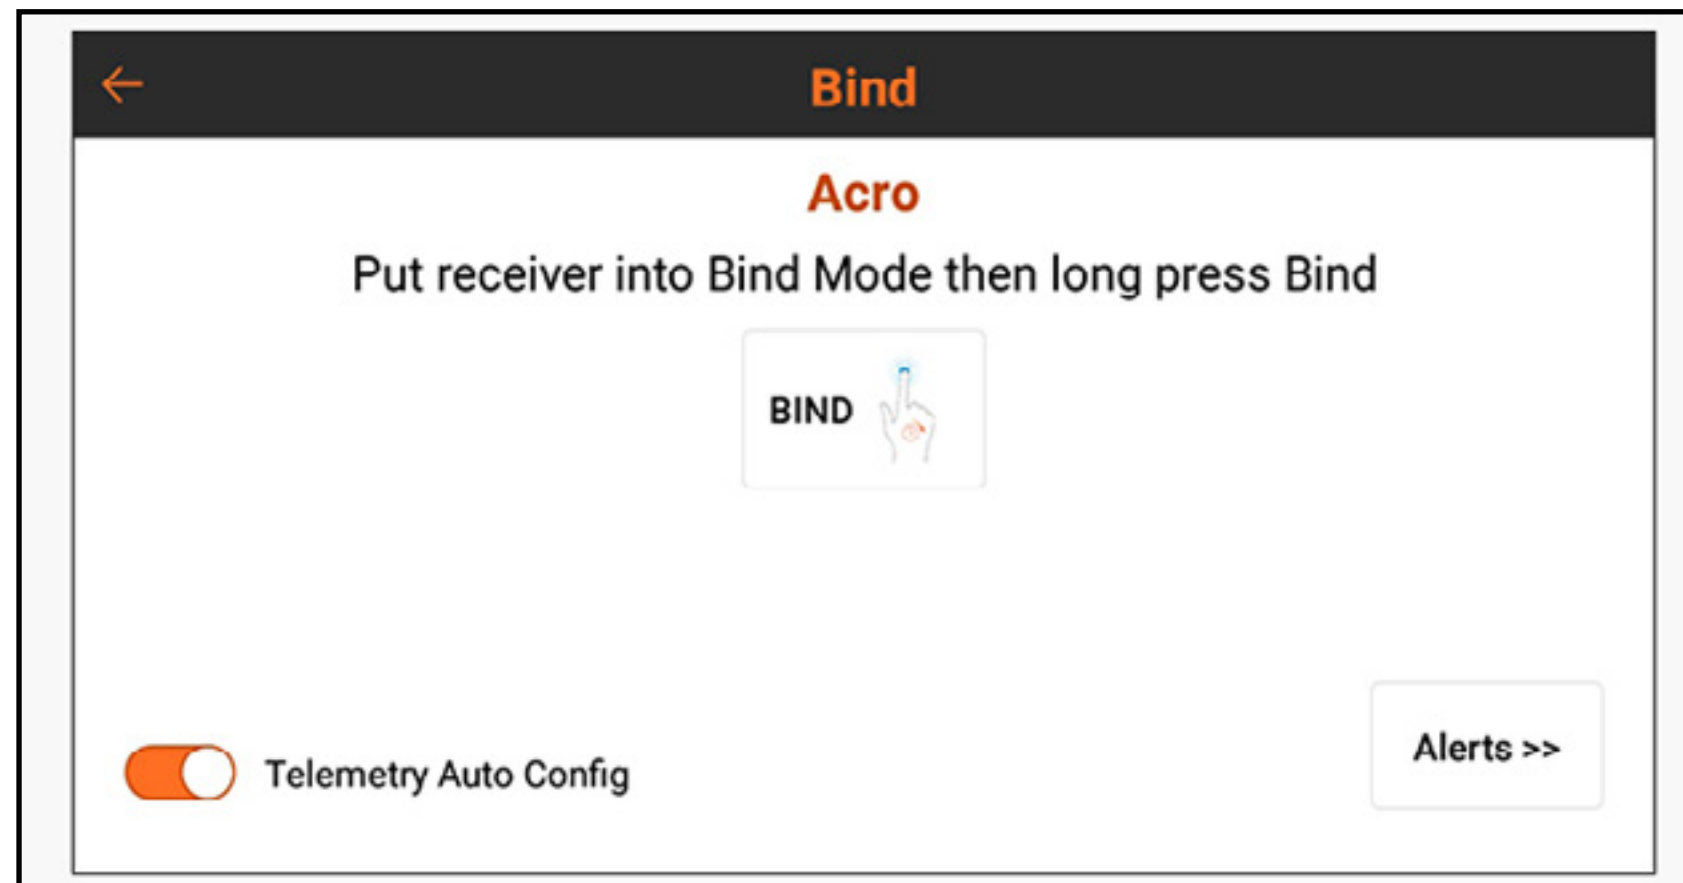 Bind
Acro
Put receiver into Bind Mode then long press Bind
BIND
Alerts >>
Telemetry Auto Config